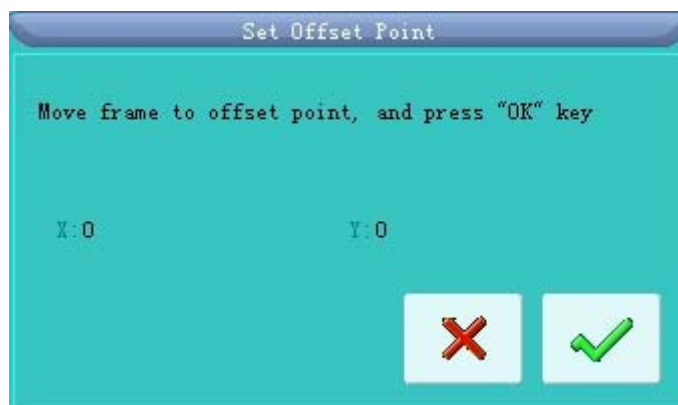 Set Offset Point
Move frame to offset point, and press "OK" key
X:0 Y:0